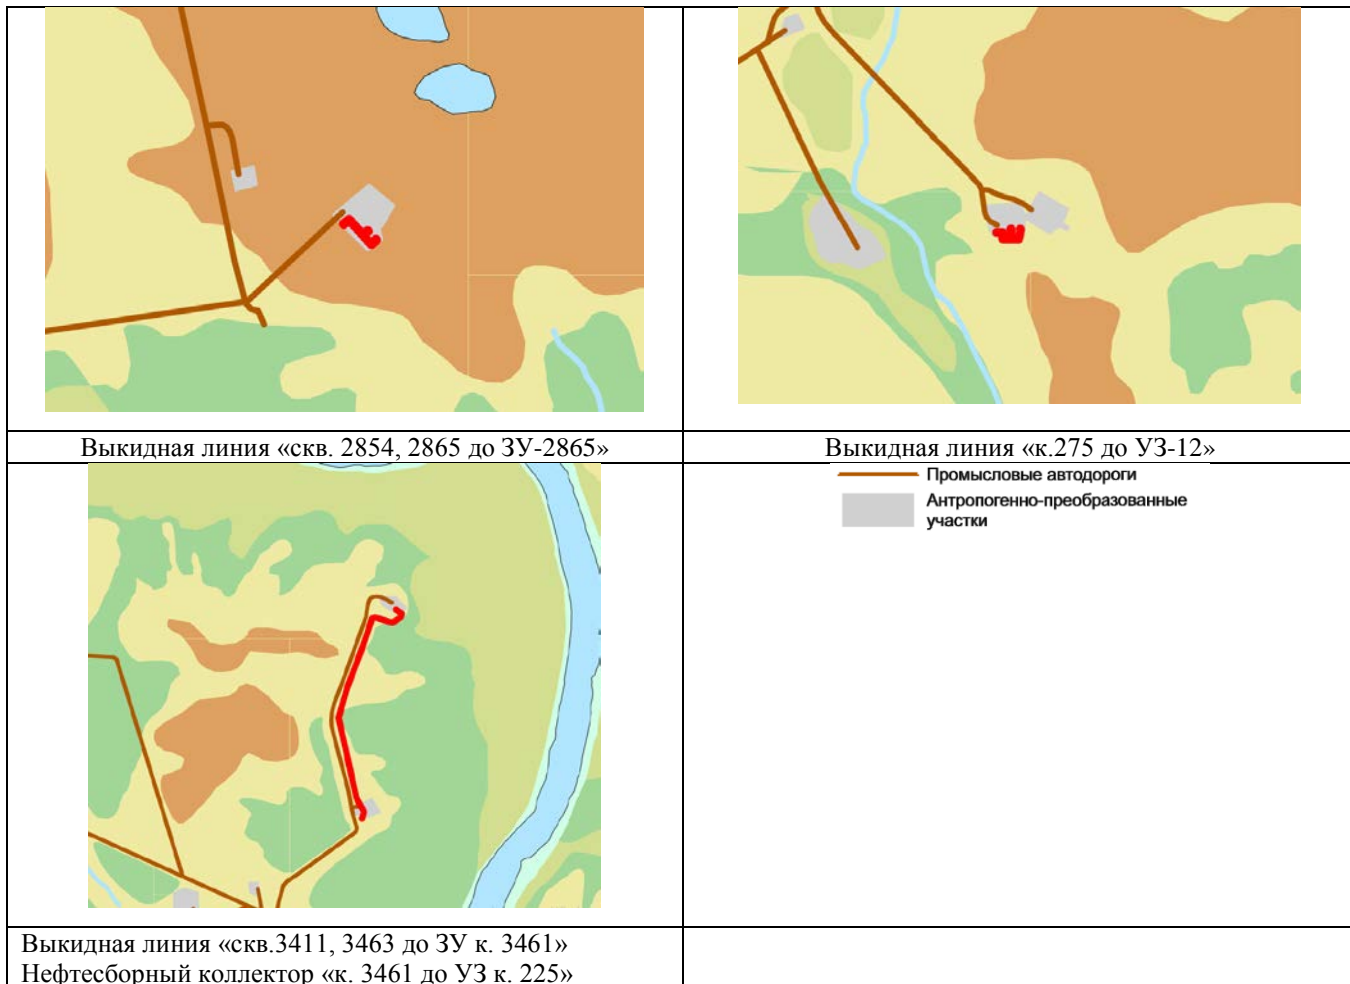 Выкидная линия «скв. 2854, 2865 до ЗУ-2865»
Выкидная линия «к.275 до УЗ-12»
Промысловые автодороги
Антропогенно-преобразованные
участки
Выкидная линия «скв.3411, 3463 до ЗУ к. 3461»
Нефтесборный коллектор «к. 3461 до УЗ к. 225»